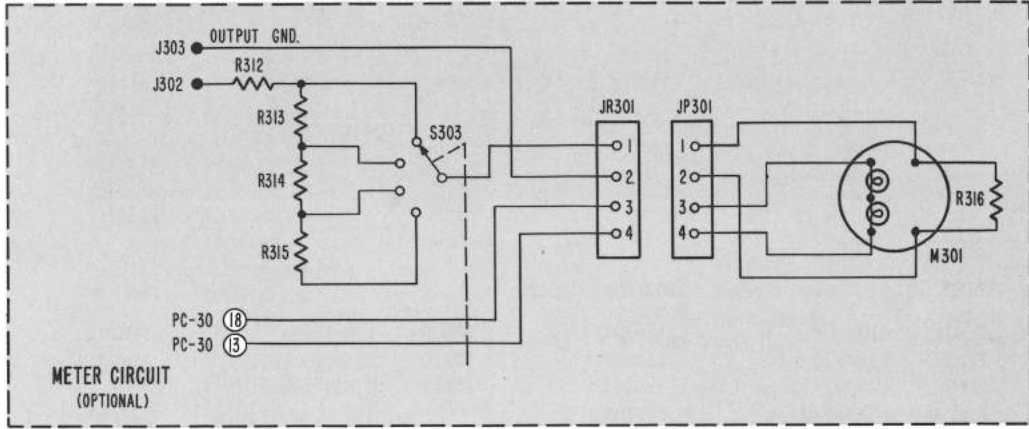 J303 OUTPUT GND.
J302
R312
R313
R314
R315
S303
JR301
1
2
3
4
JP301
1
2
3
4
R316
M301
PC-30 18
PC-30 13
METER CIRCUIT
(OPTIONAL)